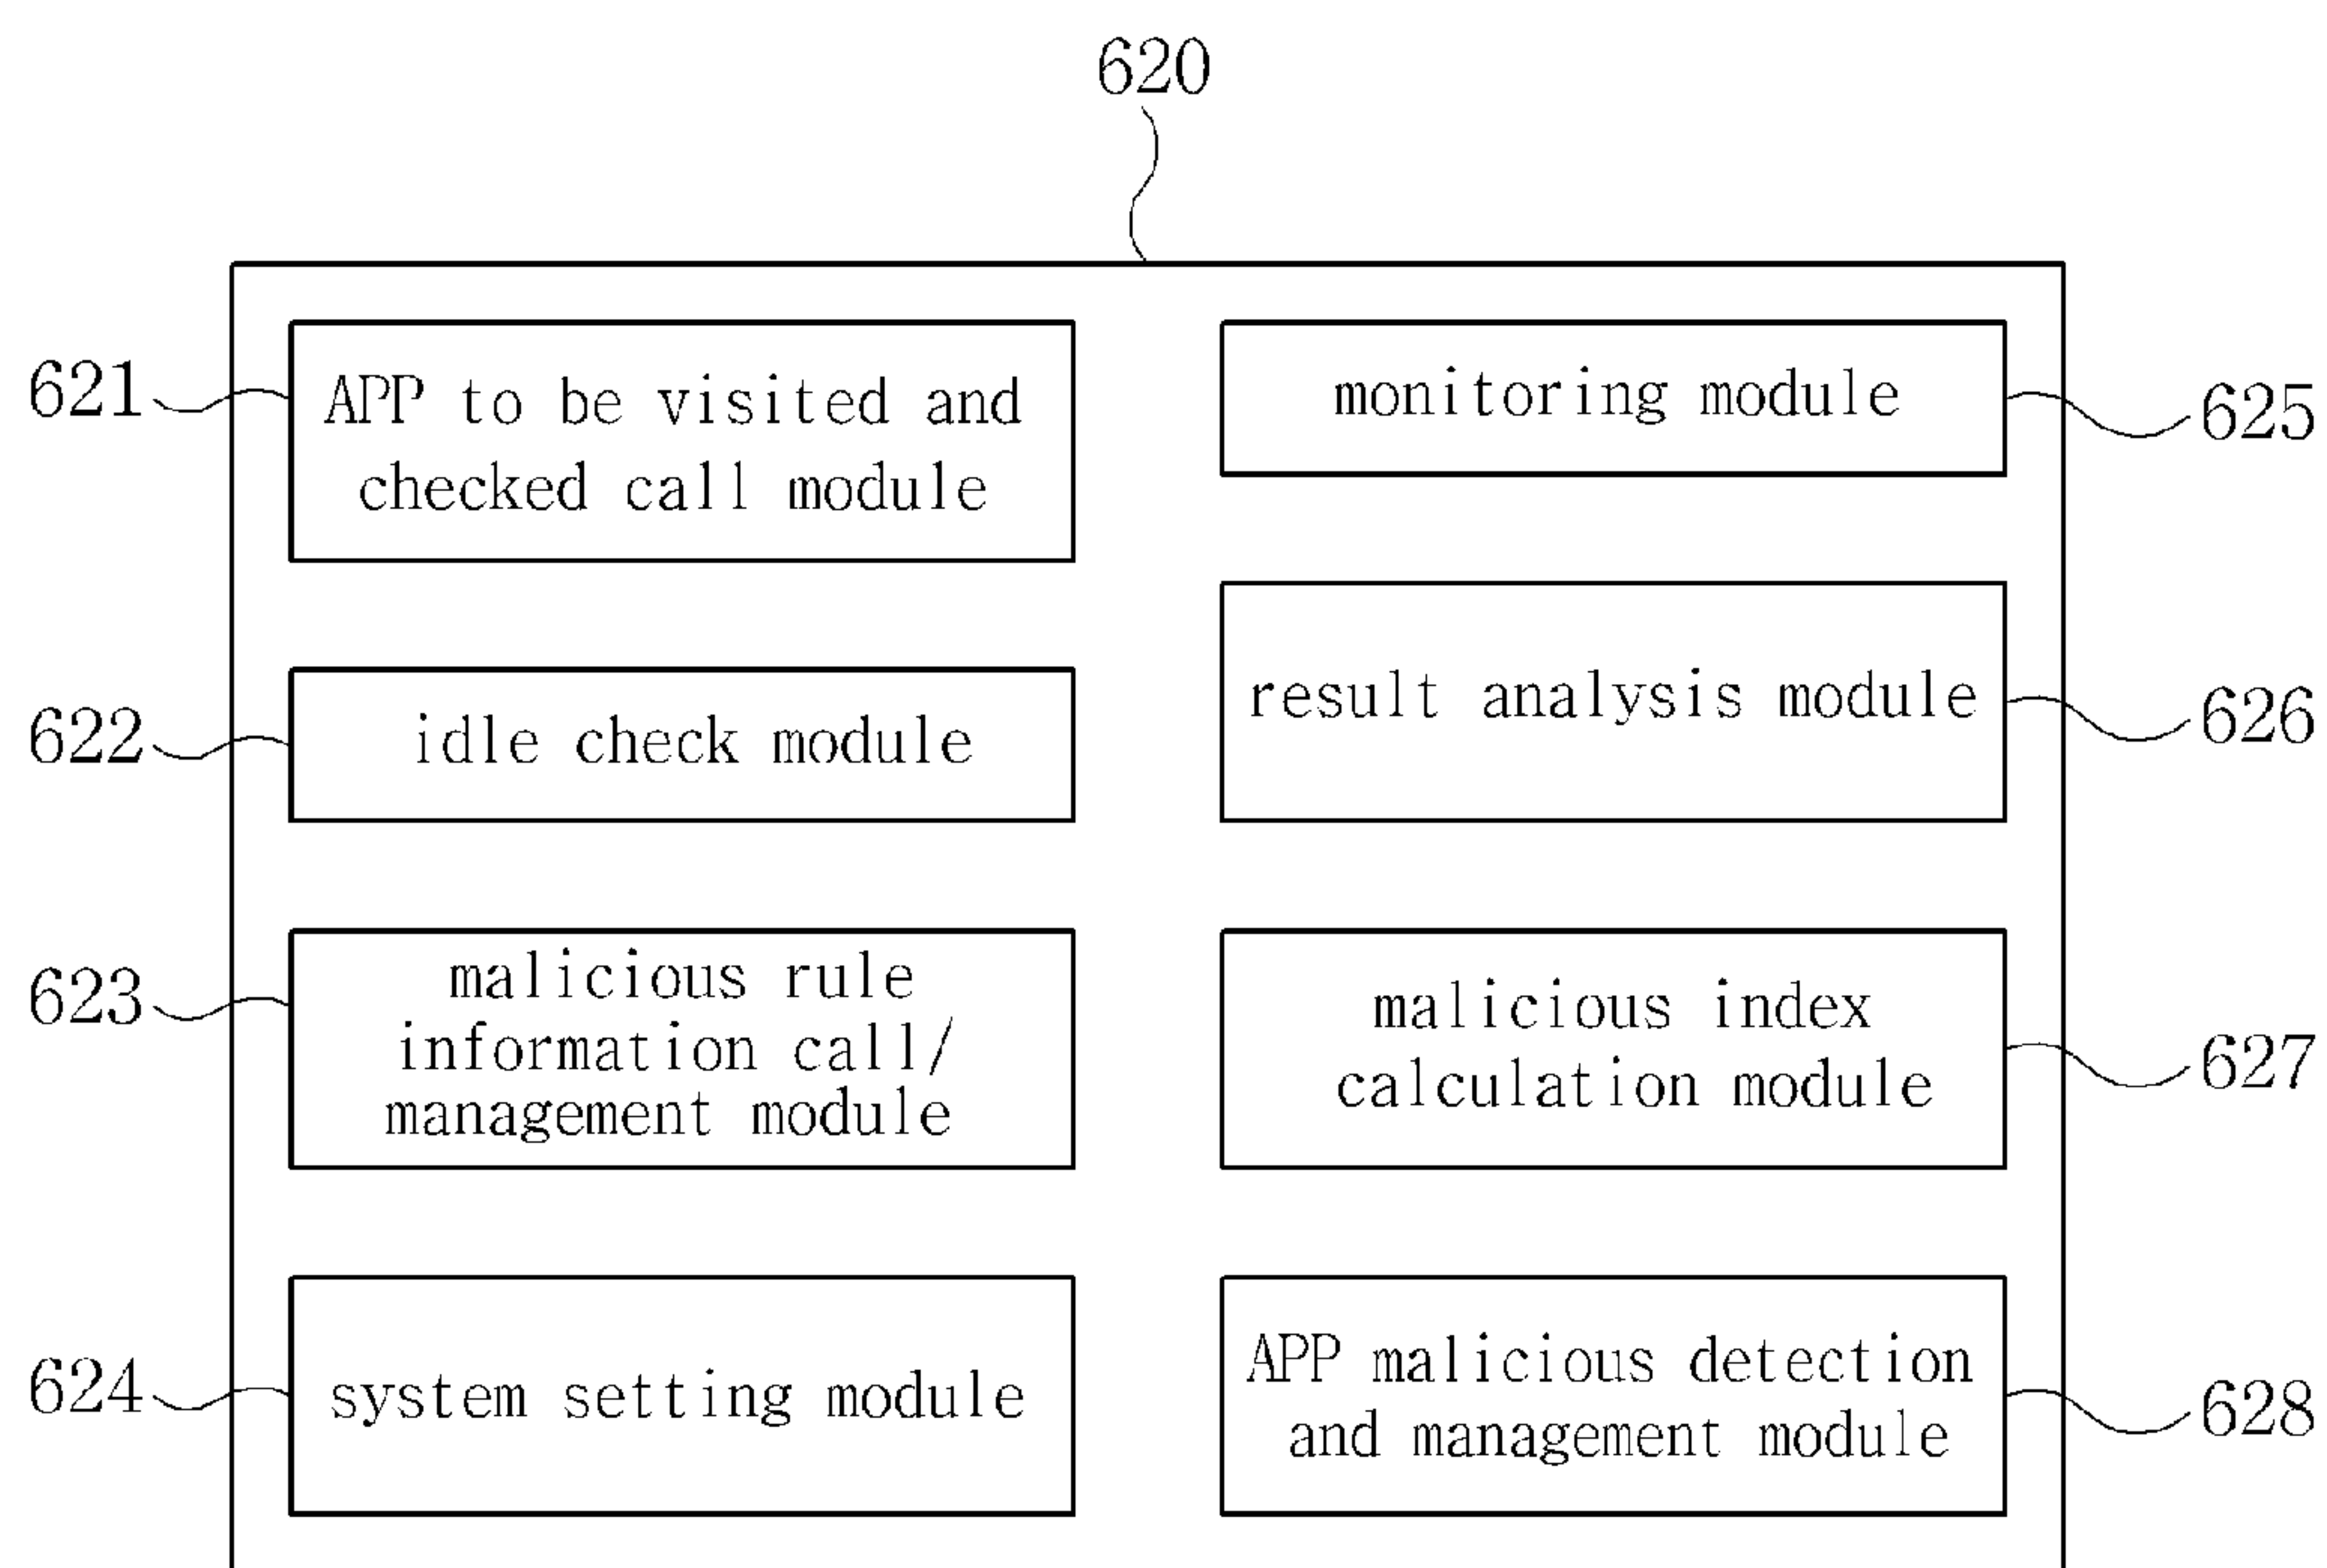 620
621
APP to be visited and
checked call module
622
idle check module
623
malicious rule
information call/
management module
624
system setting module
monitoring module
625
result analysis module
626
malicious index
calculation module
627
APP malicious detection
and management module
628